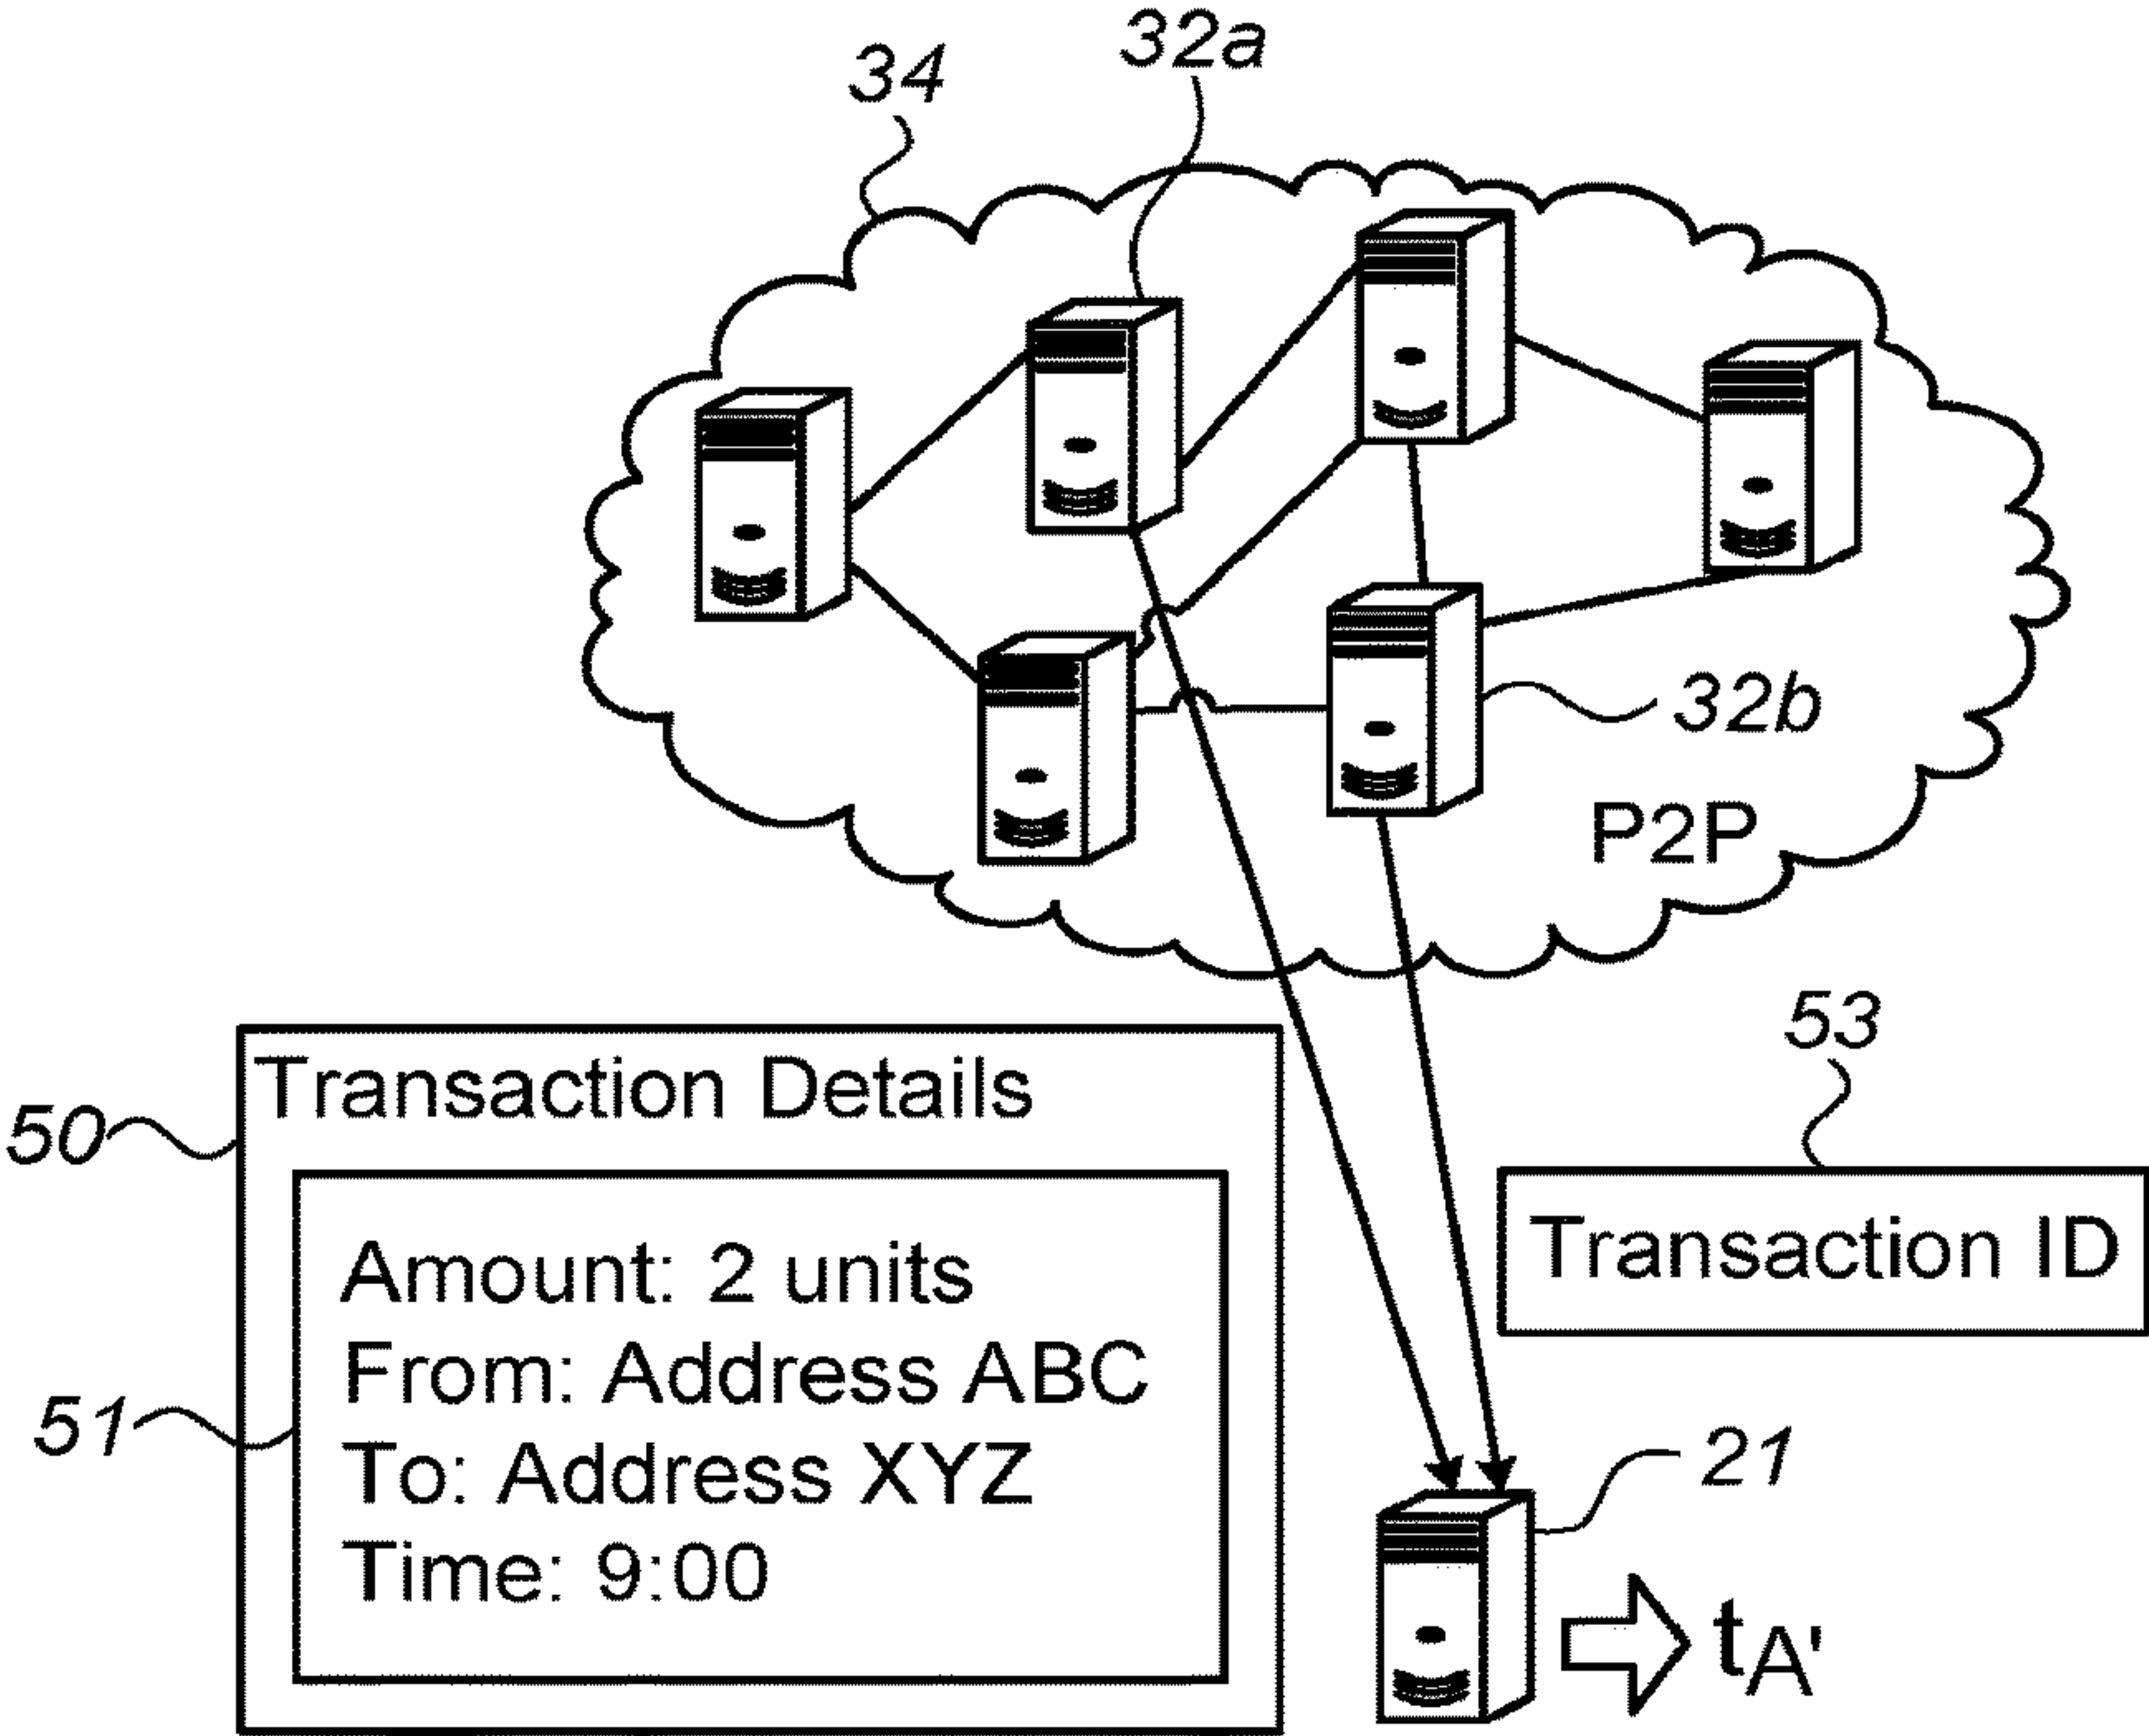 32a
34
32b
P2P
53
Transaction Details
50
Transaction ID
Amount: 2 units
From: Address ABC
51
To: Address XYZ
21
Time: 9:00
tA'